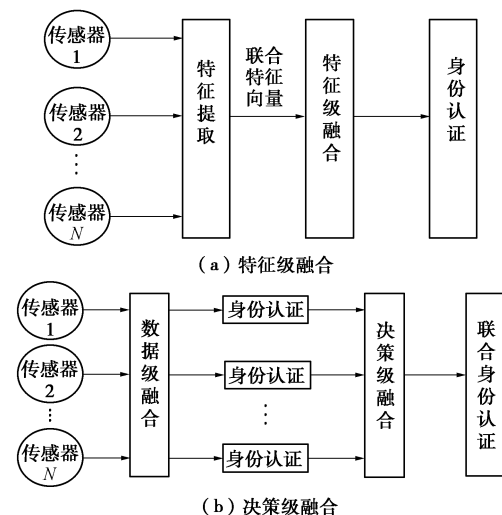 传感器
1
传感器
2
⋮
传感器
N
特征提取
联合
特征
向量
特征级融合
身份认证
(a)特征级融合
传感器
1
传感器
2
⋮
传感器
N
数据级融合
身份认证
身份认证
⋮
身份认证
决策级融合
联合身份认证
(b)决策级融合